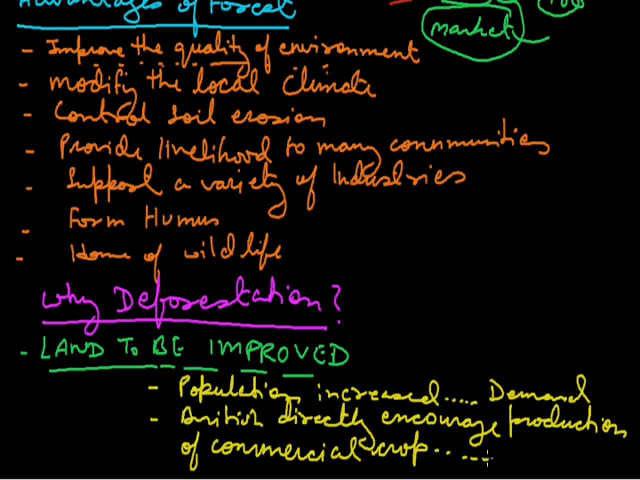 Advantages of Forest
market
- Improve the quality of environment
- modify the local Climate
- Control soil erosion
- Provide livelihood to many communities
- Support a variety of Industries
- Form Humus
- Home of wildlife
Why Deforestation?
- LAND TO BE IMPROVED
- Population increased..... Demand
- British directly encourage production
of commercial crop......